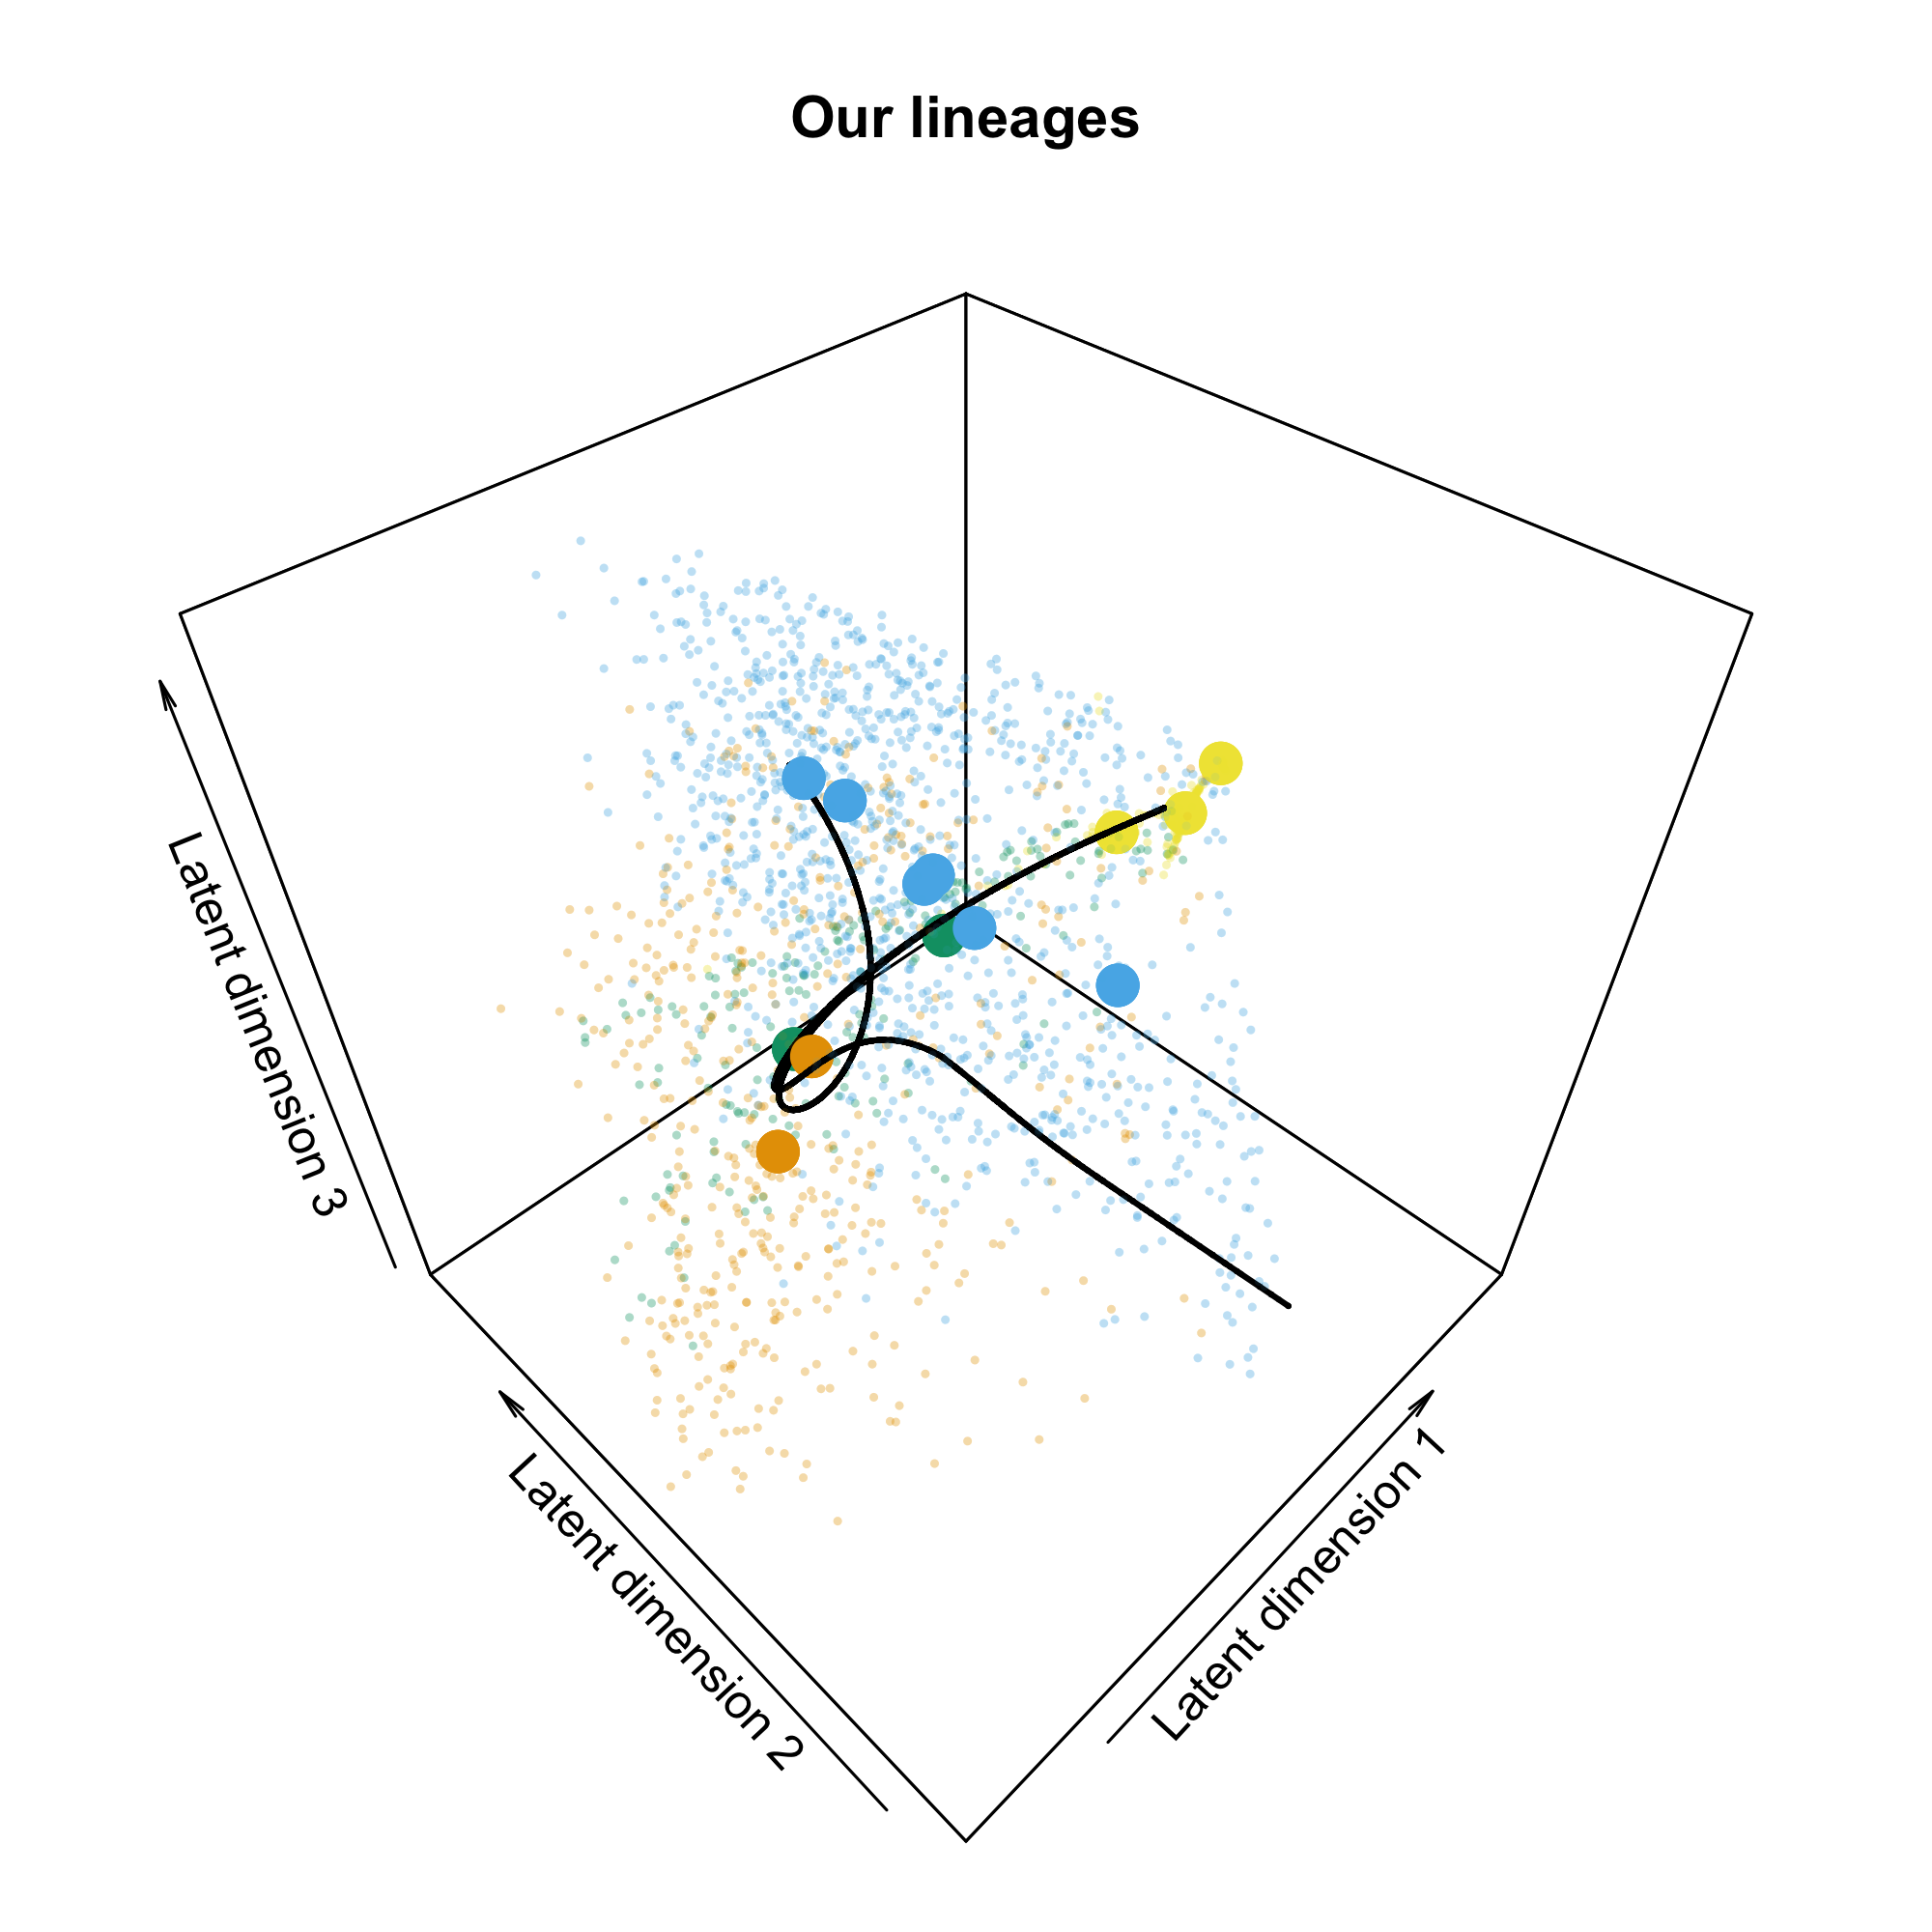 Our lineages
Latent dimension 3
Latent dimension 2
Latent dimension 1